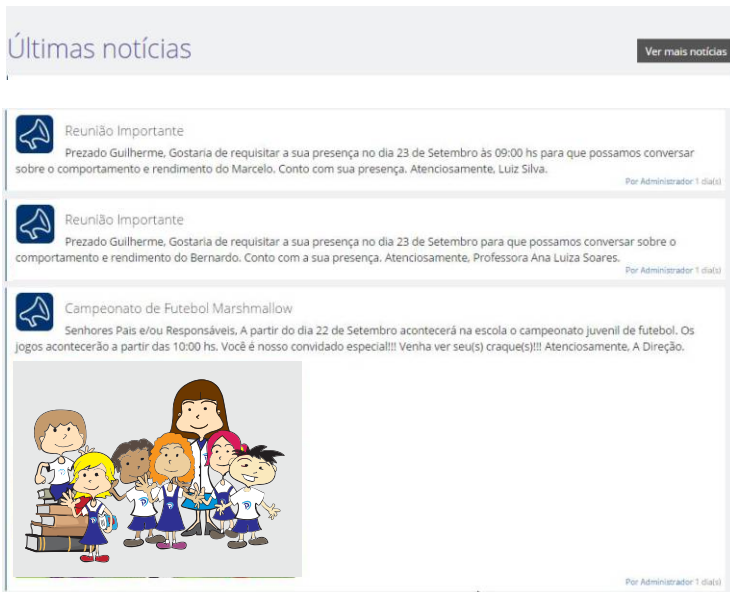 Últimas notícias
Ver mais notícias
Reunião Importante
Prezado Guilherme, Gostaria de requisitar a sua presença no dia 23 de Setembro às 09:00 hs para que possamos conversar
sobre o comportamento e rendimento do Marcelo. Conto com sua presença. Atenciosamente, Luiz Silva.
Por Administrador 1 dia(s)
Reunião Importante
Prezado Guilherme, Gostaria de requisitar a sua presença no dia 23 de Setembro para que possamos conversar sobre o
comportamento e rendimento do Bernardo. Conto com a sua presença. Atenciosamente, Professora Ana Luiza Soares.
Por Administrador 1 dia(s)
Campeonato de Futebol Marshmallow
Senhores Pais e/ou Responsáveis, A partir do dia 22 de Setembro acontecerá na escola o campeonato juvenil de futebol. Os
jogos acontecerão a partir das 10:00 hs. Você é nosso convidado especial!!! Venha ver seu(s) craque(s)!!! Atenciosamente, A Direção.
Por Administrador 1 dia(s)